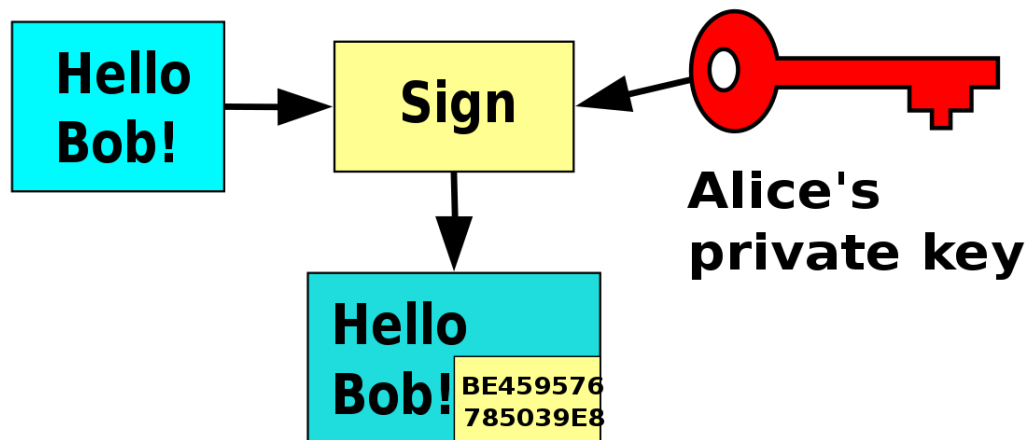 Hello
Bob!
Sign
Alice's
private key
Hello
Bob!
BE459576
785039E8